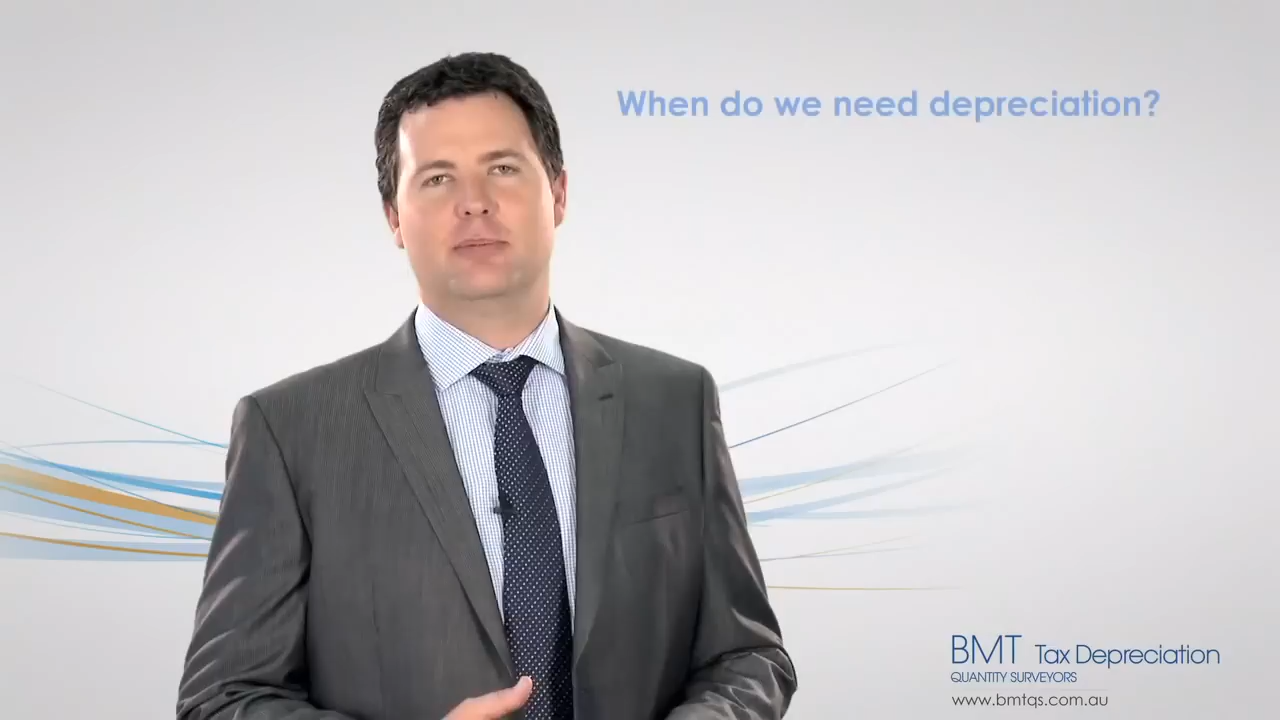 When do we need depreciation?
BMT Tax Depreciation
QUANTITY SURVEYORS
www.bmtqs.com.au